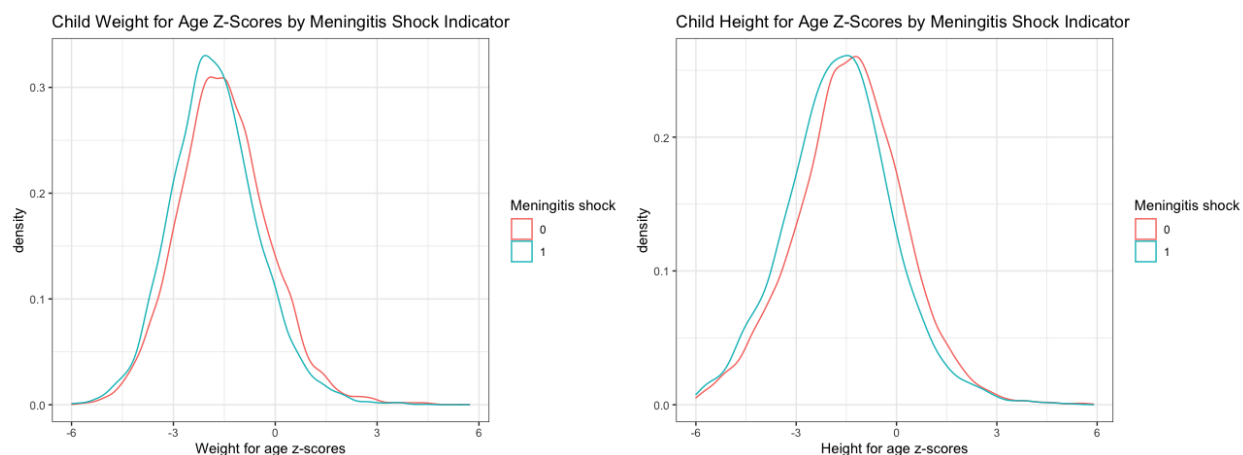 Child Weight for Age Z-Scores by Meningitis Shock Indicator
0.3
0.2
0.1
0.0
density
-6
-3
0
3
6
Weight for age z-scores
Meningitis shock
0
1
Child Height for Age Z-Scores by Meningitis Shock Indicator
0.2
0.1
0.0
density
-6
-3
0
3
6
Height for age z-scores
Meningitis shock
0
1